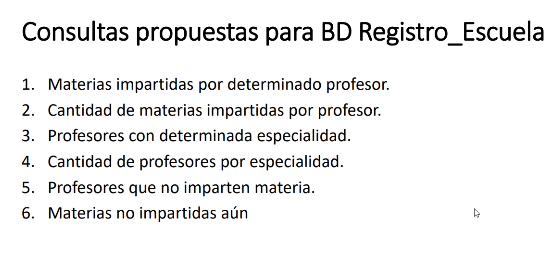 Consultas propuestas para BD Registro_Escuela
1. Materias impartidas por determinado profesor.
2. Cantidad de materias impartidas por profesor.
3. Profesores con determinada especialidad.
4. Cantidad de profesores por especialidad.
5. Profesores que no imparten materia.
6. Materias no impartidas aún